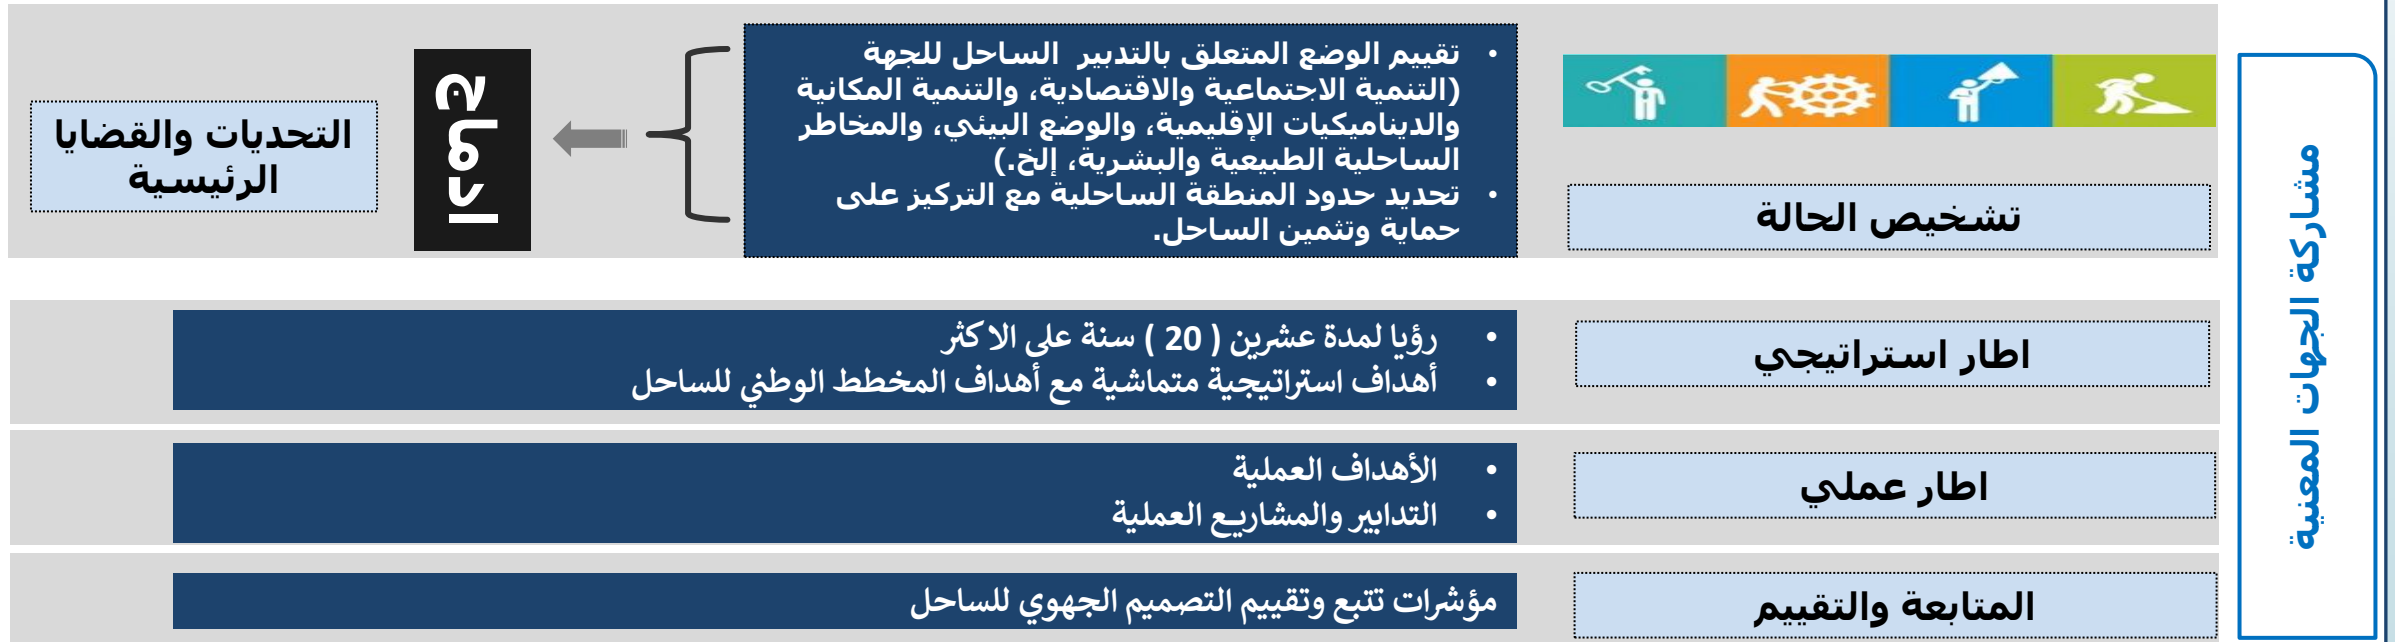 مشاركة الجهات المعنية
تشخيص الحالة
• تقييم الوضع المتعلق بالتدبير الساحل للجهة
(التنمية الاجتماعية والاقتصادية، والتنمية المكانية
والديناميكيات الإقليمية، والوضع البيئي، والمخاطر
الساحلية الطبيعية والبشرية، إلخ.)
• تحديد حدود المنطقة الساحلية مع التركيز على
حماية وتثمين الساحل.
ادماج
التحديات والقضايا
الرئيسية
اطار استراتيجي
• رؤيا لمدة عشرين ( 20 ) سنة على الاكثر
• أهداف استراتيجية متماشية مع أهداف المخطط الوطني للساحل
اطار عملي
• الأهداف العملية
• التدابير والمشاريع العملية
المتابعة والتقييم
مؤشرات تتبع وتقييم التصميم الجهوي للساحل